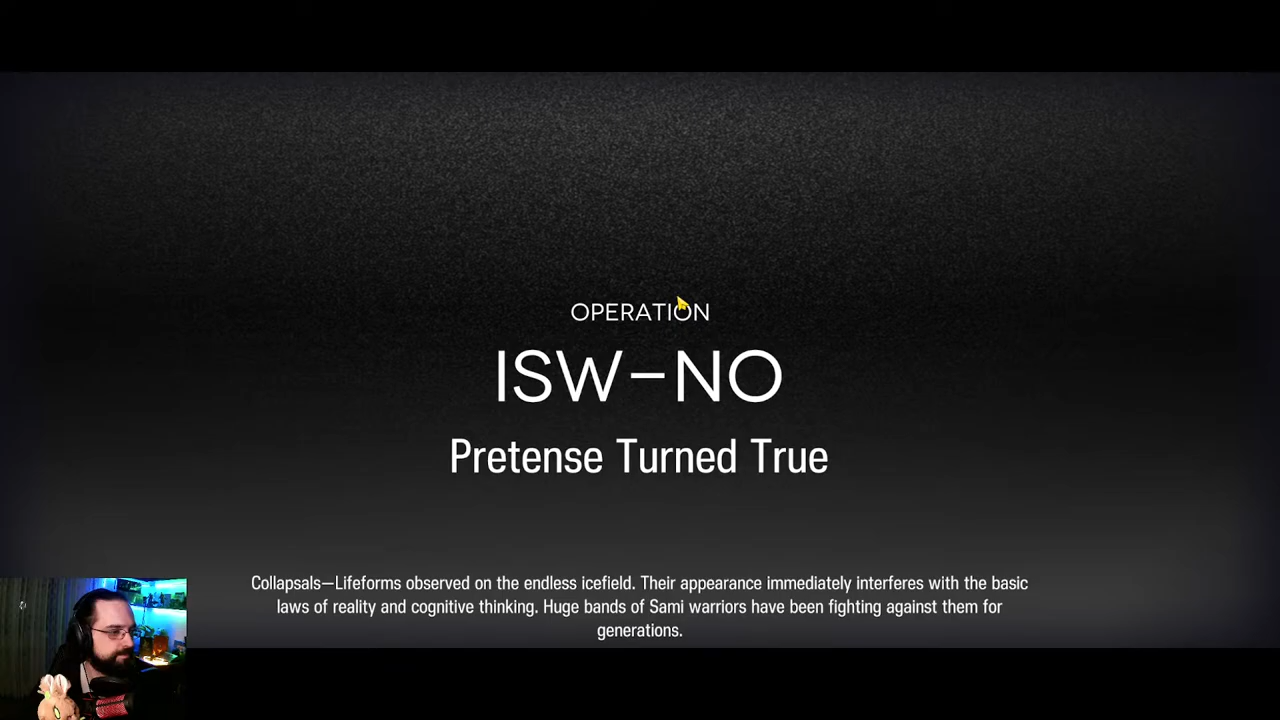 OPERATION
ISW-NO
Pretense Turned True
Collapsals—Lifeforms observed on the endless icefield. Their appearance immediately interferes with the basic
laws of reality and cognitive thinking. Huge bands of Sami warriors have been fighting against them for
generations.